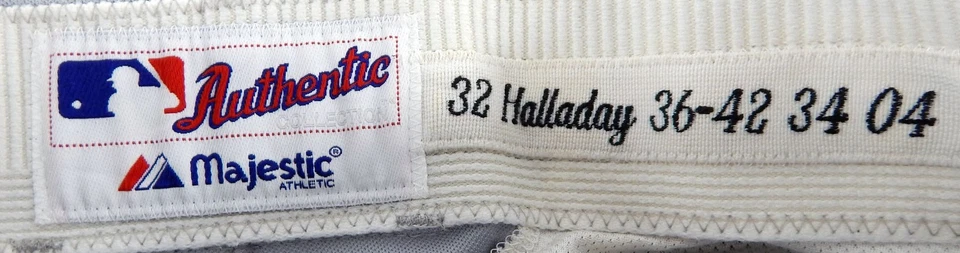 Authentic
COLLECTION
Majestic®
ATHLETIC
32 Halladay 36-42 34 04